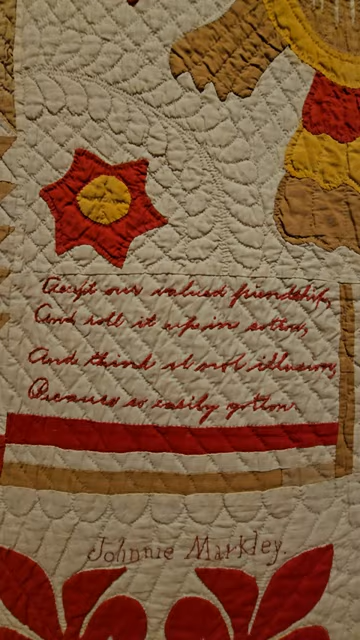 Accept our valued friendship,
And roll it up in cotton,
And think it not illusion,
Because so easily gotton.
Johnnie Markley.